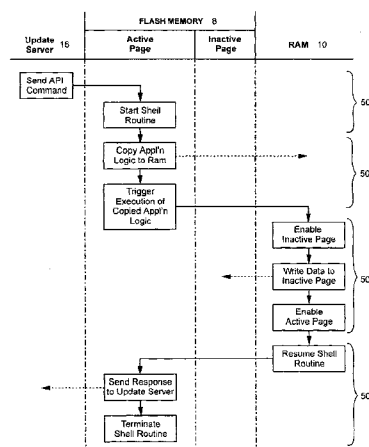 FLASH MEMORY 8
Update
Server 16
Active
Page
Inactive
Page
RAM 10
Send API
Command
Start Shell
Routine
50
Copy Appl'n
Logic to Ram
50
Trigger
Execution of
Copied Appl'n
Logic
Enable
Inactive Page
Write Data to
Inactive Page
50
Enable
Active Page
Resume Shell
Routine
Send Response
to Update Server
50
Terminate
Shell Routine